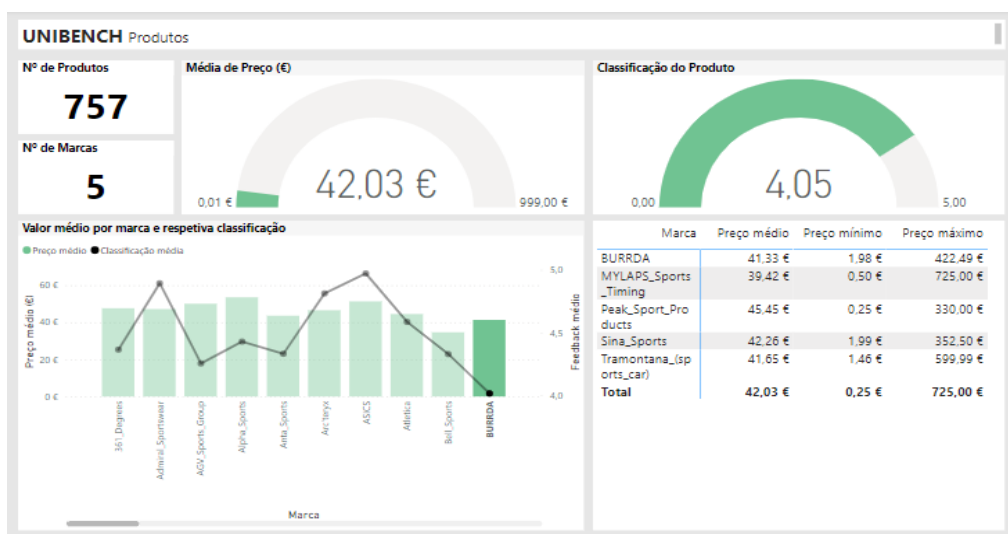 UNIBENCH Produtos
Nº de Produtos
757
Nº de Marcas
5
Média de Preço (€)
42,03 €
0,01 €
999,00 €
Classificação do Produto
4,05
0,00
5,00
Valor médio por marca e respetiva classificação
Preço médio
Classificação média
Preço médio (€)
60 €
40 €
20 €
0 €
5,0
4,5
4,0
Feedback médio
361_Degrees
Admiral_Sportswear
AGV_Sports_Group
Alpha_Sports
Anta_Sports
Arc'teryx
ASICS
Atletica
Bell_Sports
BURRDA
Marca
Marca Preço médio Preço mínimo Preço máximo
BURRDA 41,33 € 1,98 € 422,49 €
MYLAPS_Sports 39,42 € 0,50 € 725,00 €
_Timing
Peak_Sport_Pro 45,45 € 0,25 € 330,00 €
ducts
Sina_Sports 42,26 € 1,99 € 352,50 €
Tramontana_(sp 41,65 € 1,46 € 599,99 €
orts_car)
Total 42,03 € 0,25 € 725,00 €